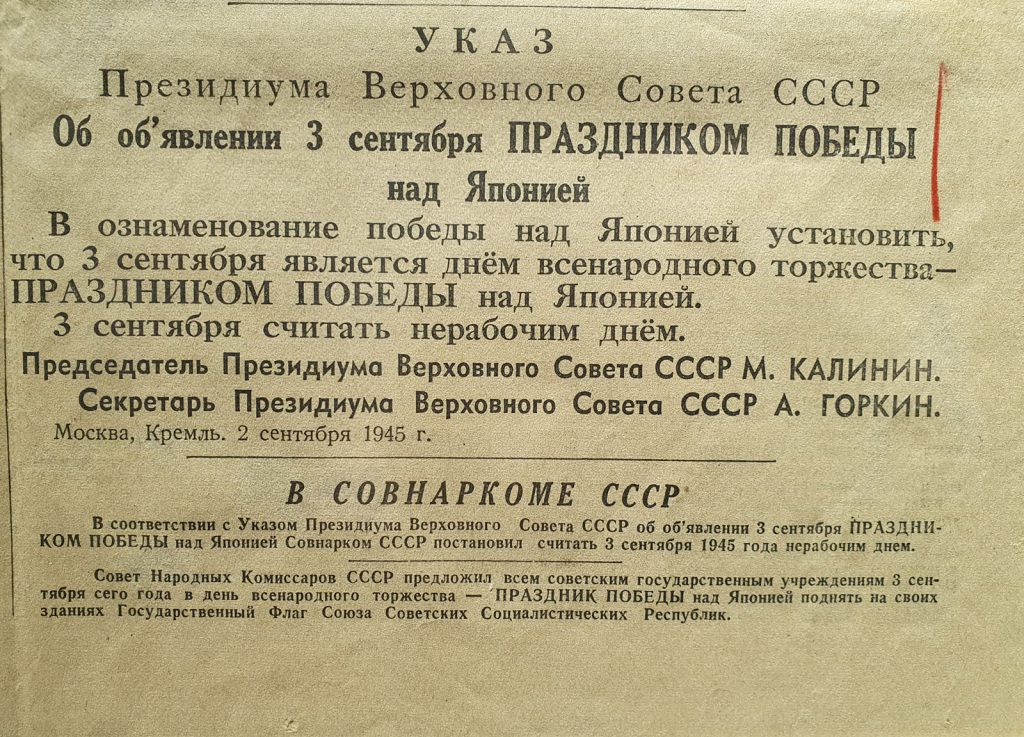 УКАЗ
Президиума Верховного Совета СССР
Об об’явлении 3 сентября ПРАЗДНИКОМ ПОБЕДЫ
над Японией
В ознаменование победы над Японией установить,
что 3 сентября является днём всенародного торжества—
ПРАЗДНИКОМ ПОБЕДЫ над Японией.
3 сентября считать нерабочим днём.
Председатель Президиума Верховного Совета СССР М. КАЛИНИН.
Секретарь Президиума Верховного Совета СССР А. ГОРКИН.
Москва, Кремль. 2 сентября 1945 г.
В СОВНАРКОМЕ СССР
В соответствии с Указом Президиума Верховного Совета СССР об об’явлении 3 сентября ПРАЗДНИ-
КОМ ПОБЕДЫ над Японией Совнарком СССР постановил считать 3 сентября 1945 года нерабочим днем.
Совет Народных Комиссаров СССР предложил всем советским государственным учреждениям 3 сен-
тября сего года в день всенародного торжества — ПРАЗДНИК ПОБЕДЫ над Японией поднять на своих
зданиях Государственный Флаг Союза Советских Социалистических Республик.